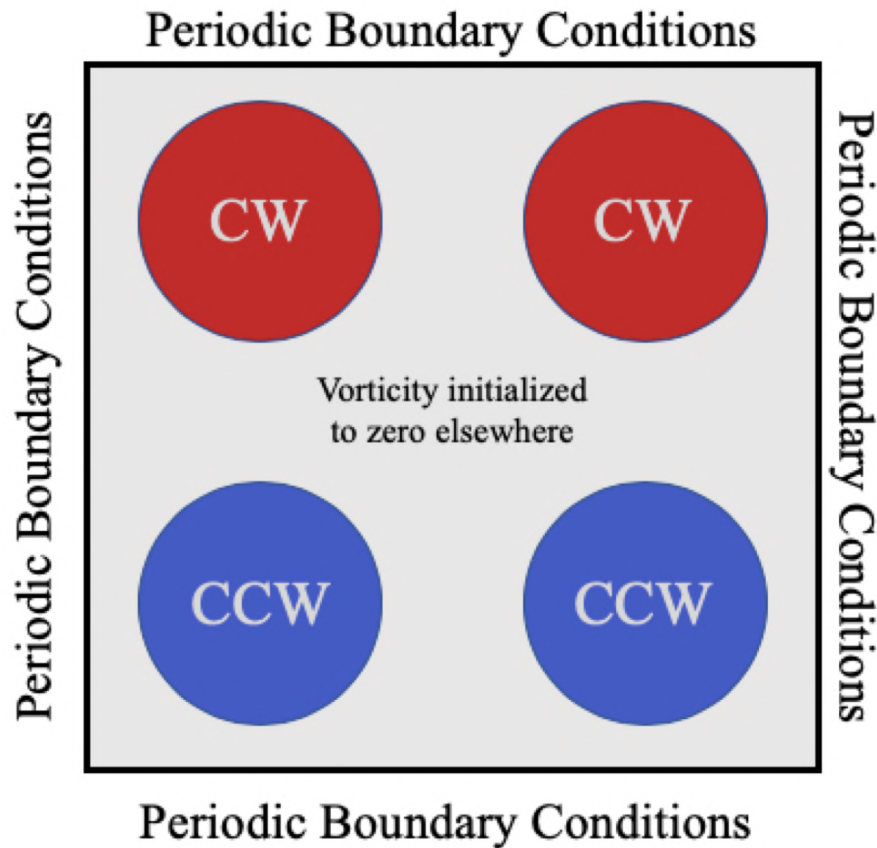 Periodic Boundary Conditions
Periodic Boundary Conditions
Periodic Boundary Conditions
CW
CW
Vorticity initialized
to zero elsewhere
CCW
CCW
Periodic Boundary Conditions